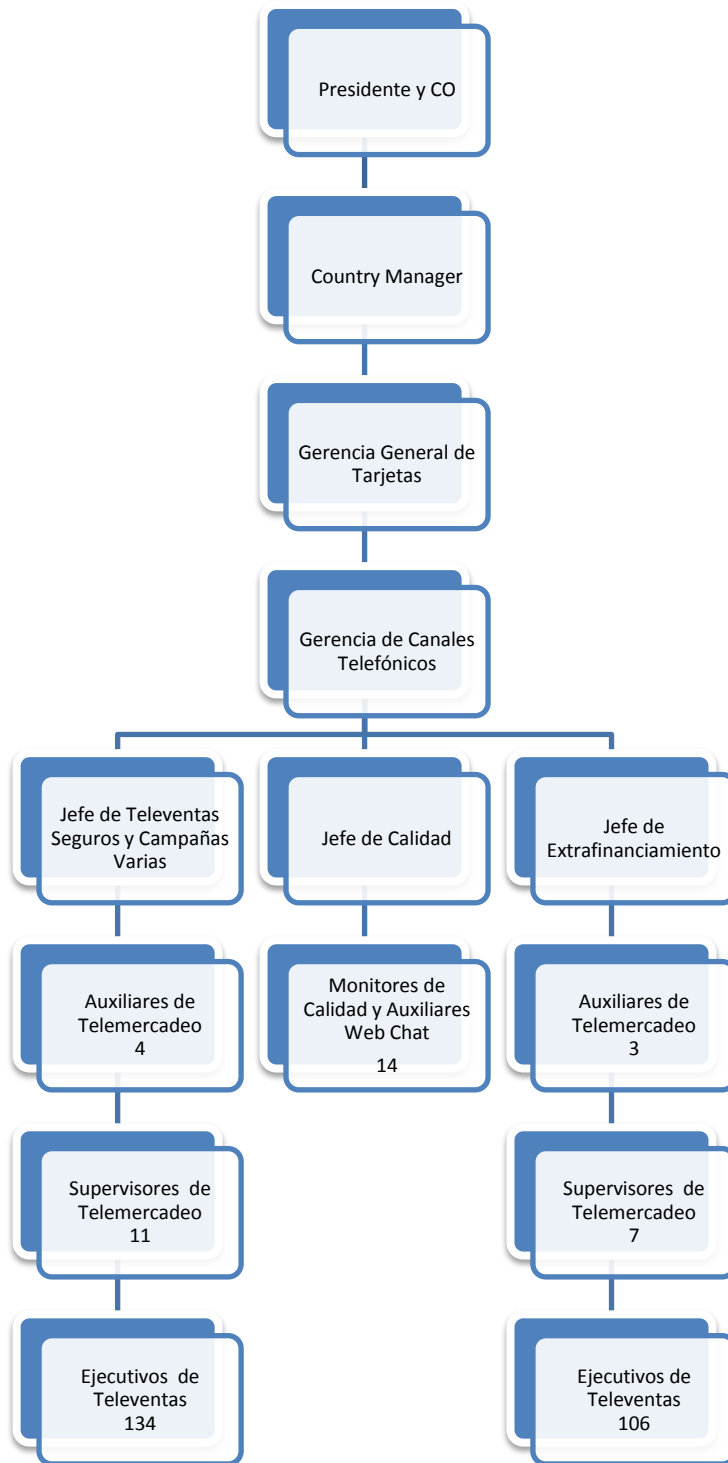 Presidente y CO
Country Manager
Gerencia General de
Tarjetas
Gerencia de Canales
Telefónicos
Jefe de Televentas
Seguros y Campañas
Varias
Jefe de Calidad
Jefe de
Extrafinanciamiento
Auxiliares de
Telemercadeo
4
Monitores de
Calidad y Auxiliares
Web Chat
14
Auxiliares de
Telemercadeo
3
Supervisores de
Telemercadeo
11
Supervisores de
Telemercadeo
7
Ejecutivos de
Televentas
134
Ejecutivos de
Televentas
106